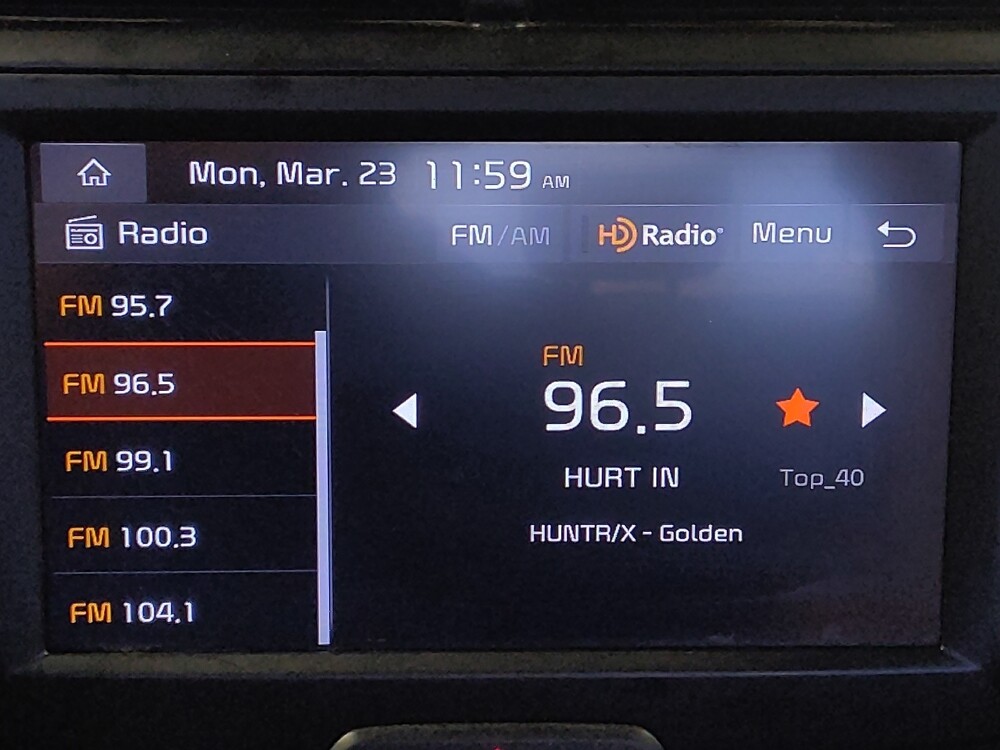 Mon, Mar. 23 11:59 AM
Radio FM/AM HD Radio® Menu
FM 95.7
FM 96.5
FM 99.1
FM 100.3
FM 104.1
FM
96.5
HURT IN Top_40
HUNTR/X - Golden